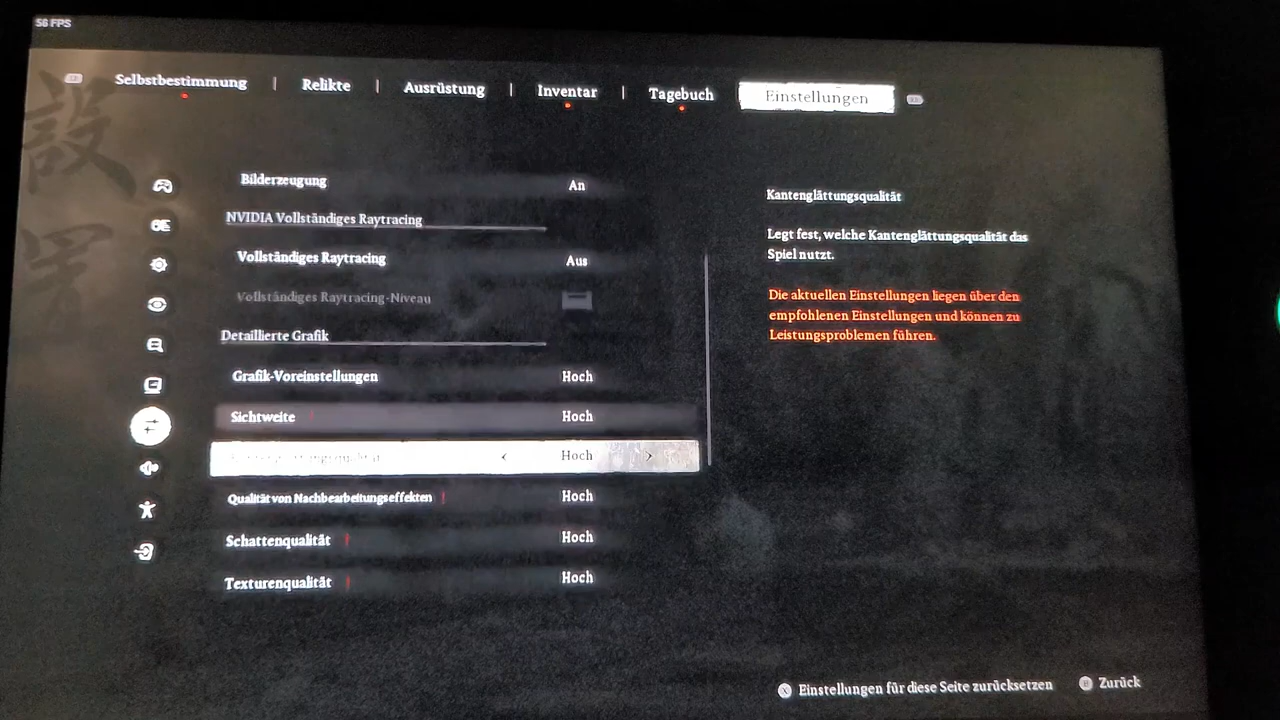 56 FPS
Selbstbestimmung | Relikte | Ausrüstung | Inventar | Tagebuch Einstellungen
設置
Bilderzeugung An
NVIDIA Vollständiges Raytracing
Vollständiges Raytracing Aus
Vollständiges Raytracing-Niveau
Detaillierte Grafik
Grafik-Voreinstellungen Hoch
Sichtweite ! Hoch
< Hoch >
Qualität von Nachbearbeitungseffekten ! Hoch
Schattenqualität ! Hoch
Texturenqualität ! Hoch
Kantenglättungsqualität
Legt fest, welche Kantenglättungsqualität das
Spiel nutzt.
Die aktuellen Einstellungen liegen über den
empfohlenen Einstellungen und können zu
Leistungsproblemen führen.
X Einstellungen für diese Seite zurücksetzen B Zurück